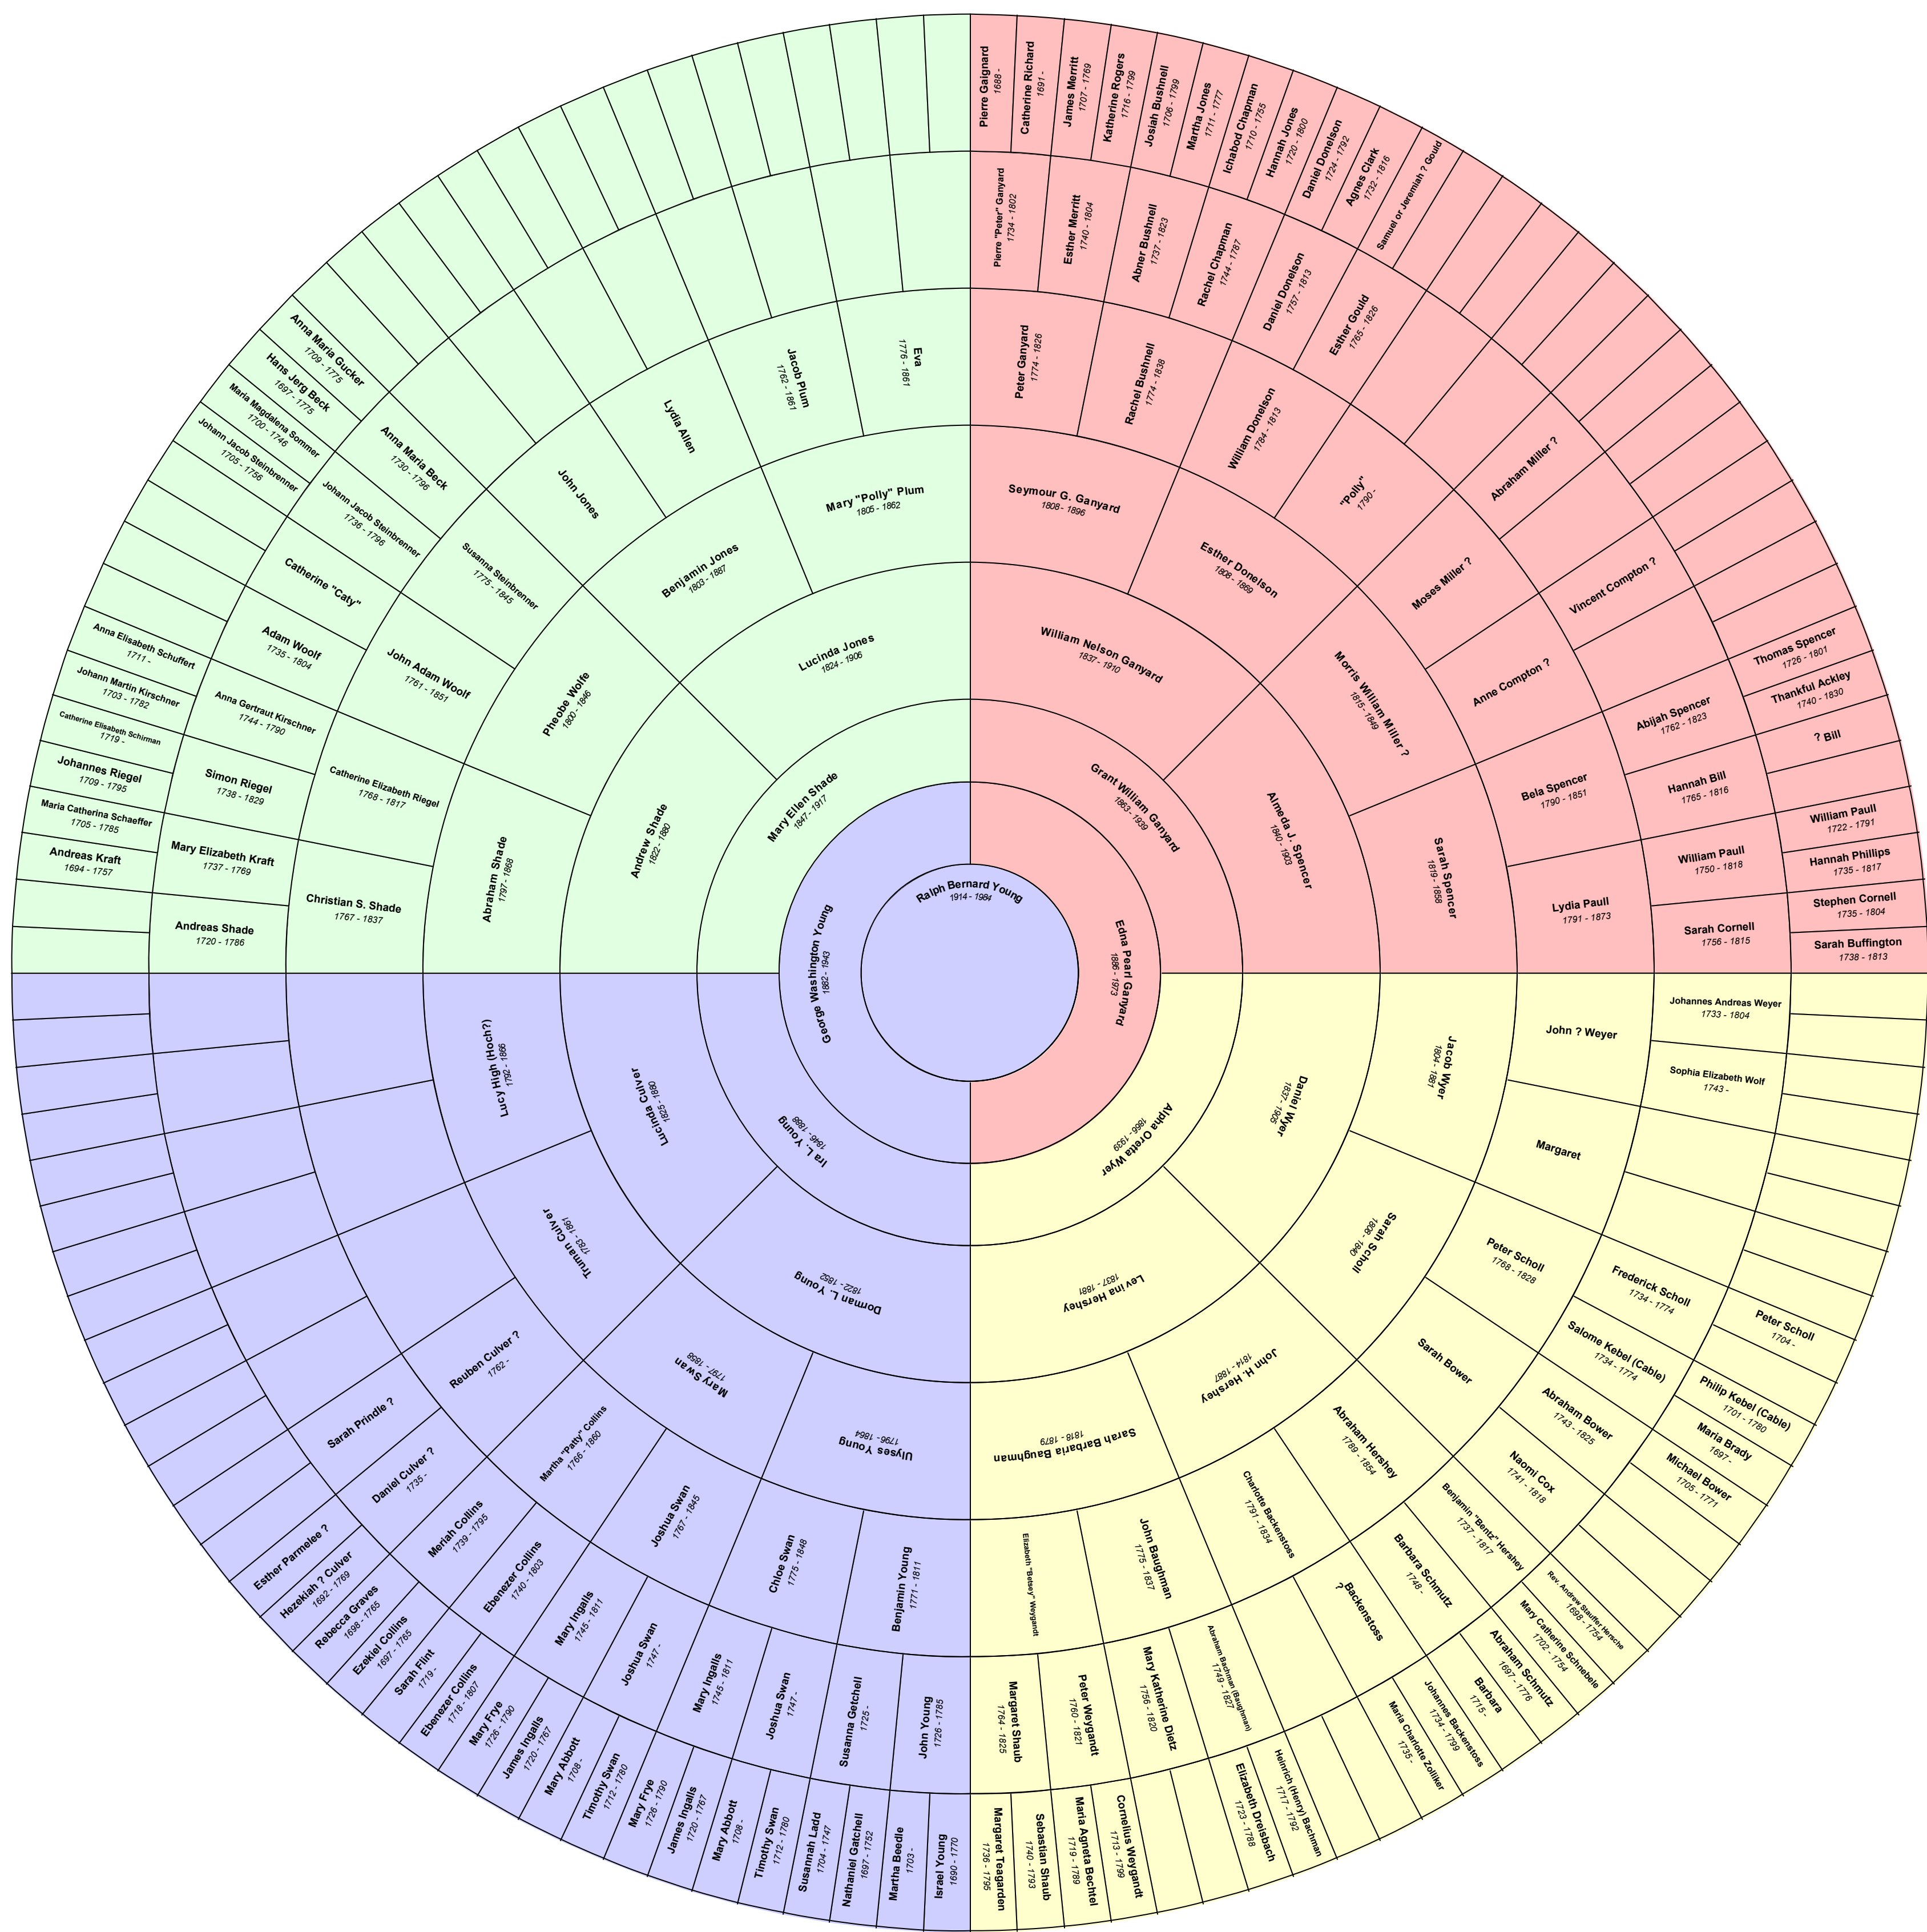 Ralph Bernard Young
1914 - 1984
George Washington Young
1882 - 1943
Edna Pearl Ganyard
1886 - 1973
Ira L. Young
1846 - 1888
Mary Ellen Shade
1847 - 1917
Grant William Ganyard
1863 - 1939
Alpha Oretta Wyer
1866 - 1939
Dorman L. Young
1822 - 1852
Lucinda Culver
1825 - 1880
Andrew Shade
1822 - 1880
Lucinda Jones
1824 - 1906
William Nelson Ganyard
1837 - 1910
Almeda J. Spencer
1840 - 1903
Daniel Wyer
1837 - 1905
Levina Hershey
1837 - 1881
Ulyses Young
1796 - 1864
Mary Swan
1797 - 1858
Truman Culver
1783 - 1861
Lucy High (Hoch?)
1792 - 1866
Abraham Shade
1797 - 1868
Pheobe Wolfe
1800 - 1846
Benjamin Jones
1803 - 1887
Mary "Polly" Plum
1805 - 1862
Seymour G. Ganyard
1808 - 1896
Esther Donelson
1808 - 1869
Morris William Miller ?
1815 - 1849
Sarah Spencer
1819 - 1858
Jacob Wyer
1804 - 1881
Sarah Scholl
1808 - 1840
John H. Hershey
1814 - 1887
Sarah Barbaria Baughman
1818 - 1879
Benjamin Young
1771 - 1811
Chloe Swan
1775 - 1848
Joshua Swan
1767 - 1845
Martha "Patty" Collins
1766 - 1860
Reuben Culver ?
1762 -
Christian S. Shade
1767 - 1837
Catherine Elizabeth Riegel
1768 - 1817
John Adam Woolf
1761 - 1851
Susanna Steinbrenner
1775 - 1845
John Jones
Lydia Allen
Jacob Plum
1762 - 1861
Eva
1776 - 1861
Peter Ganyard
1774 - 1826
Rachel Bushnell
1774 - 1838
William Donelson
1784 - 1813
"Polly"
1790 -
Moses Miller ?
Anne Compton ?
Bela Spencer
1790 - 1851
Lydia Paull
1791 - 1873
John ? Weyer
Margaret
Peter Scholl
1768 - 1828
Sarah Bower
Abraham Hershey
1789 - 1854
Charlotte Backenstoss
1791 - 1834
John Baughman
1775 - 1837
Elizabeth "Betsey" Weygandt
John Young
1726 - 1785
Susanna Getchell
1725 -
Joshua Swan
1747 -
Mary Ingalls
1745 - 1811
Joshua Swan
1747 -
Mary Ingalls
1745 - 1811
Ebenezer Collins
1740 - 1803
Meriah Collins
1739 - 1795
Daniel Culver ?
1735 -
Sarah Prindle ?
Andreas Shade
1720 - 1786
Mary Elizabeth Kraft
1737 - 1769
Simon Riegel
1738 - 1829
Anna Gertraut Kirschner
1744 - 1790
Adam Woolf
1735 - 1804
Catherine "Caty"
Johann Jacob Steinbrenner
1736 - 1796
Anna Maria Beck
1730 - 1796
Pierre "Peter" Ganyard
1734 - 1802
Esther Merritt
1740 - 1804
Abner Bushnell
1737 - 1823
Rachel Chapman
1744 - 1787
Daniel Donelson
1757 - 1813
Esther Gould
1765 - 1826
Abraham Miller ?
Vincent Compton ?
Abijah Spencer
1762 - 1823
Hannah Bill
1765 - 1816
William Paull
1750 - 1818
Sarah Cornell
1756 - 1815
Johannes Andreas Weyer
1733 - 1804
Sophia Elizabeth Wolf
1743 -
Frederick Scholl
1734 - 1774
Salome Kebel (Cable)
1734 - 1774
Abraham Bower
1743 - 1825
Naomi Cox
1741 - 1818
Benjamin "Bentz" Hershey
1737 - 1817
Barbara Schmutz
1748 -
Backenstoss
?
Abraham Bachman (Baughman)
1749 - 1827
Mary Katherine Dietz
1756 - 1820
Peter Weygandt
1760 - 1821
Margaret Shaub
1764 - 1825
Israel Young
1690 - 1770
Martha Beedle
1703 -
Nathaniel Gatchell
1697 - 1752
Susannah Ladd
1704 - 1747
Timothy Swan
1712 - 1780
Mary Abbott
1708 -
James Ingalls
1720 - 1767
Mary Frye
1726 - 1790
Timothy Swan
1712 - 1780
Mary Abbott
1708 -
James Ingalls
1720 - 1767
Mary Frye
1726 - 1790
Ebenezer Collins
1718 - 1807
Sarah Flint
1719 -
Ezekiel Collins
1697 - 1765
Rebecca Graves
1698 - 1765
Hezekiah ? Culver
1692 - 1769
Esther Parmelee ?
Andreas Kraft
1694 - 1757
Maria Catherina Schaeffer
1705 - 1785
Johannes Riegel
1709 - 1795
Catherine Elisabeth Schirman
1719 -
Johann Martin Kirschner
1703 - 1782
Anna Elisabeth Schuffert
1711 -
Johann Jacob Steinbrenner
1705 - 1756
Maria Magdalena Sommer
1700 - 1746
Hans Jerg Beck
1697 - 1775
Anna Maria Gucker
1709 - 1775
Pierre Gaignard
1688 -
Catherine Richard
1691 -
James Merritt
1707 - 1769
Katherine Rogers
1716 - 1799
Josiah Bushnell
1706 - 1799
Martha Jones
1711 - 1777
Ichabod Chapman
1710 - 1755
Hannah Jones
1720 - 1800
Daniel Donelson
1724 - 1792
Agnes Clark
1732 - 1816
Samuel or Jeremiah ? Gould
Thomas Spencer
1726 - 1801
Thankful Ackley
1740 - 1830
? Bill
William Paull
1722 - 1791
Hannah Phillips
1735 - 1817
Stephen Cornell
1735 - 1804
Sarah Buffington
1738 - 1813
Peter Scholl
1704 -
Philip Kebel (Cable)
1701 - 1780
Maria Brady
1697 -
Michael Bower
1705 - 1771
Rev. Andrew Stauffer Hersche
1698 - 1754
Mary Catherine Schnebele
1702 - 1754
Abraham Schmutz
1697 - 1776
Barbara
1715 -
Johannes Backenstoss
1734 - 1799
Maria Charlotte Zolliker
1735 -
Heinrich (Henry) Bachman
1717 - 1792
Elizabeth Dreisbach
1723 - 1788
Cornelius Weygandt
1713 - 1799
Maria Agneta Bechtel
1719 - 1789
Sebastian Shaub
1740 - 1793
Margaret Teagarden
1736 - 1795